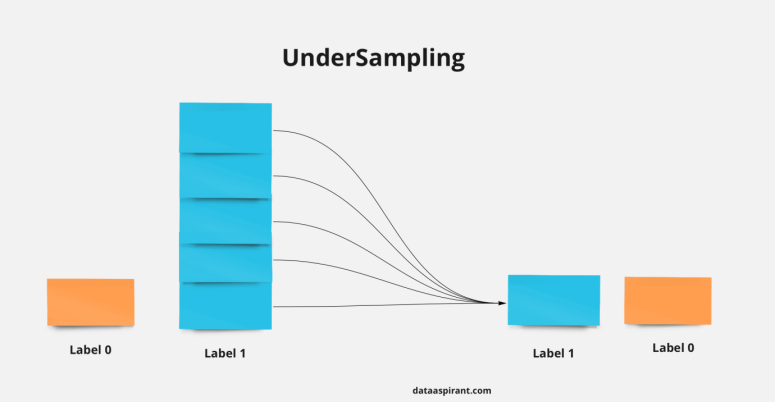 UnderSampling
Label 0
Label 1
Label 1
Label 0
dataaspirant.com